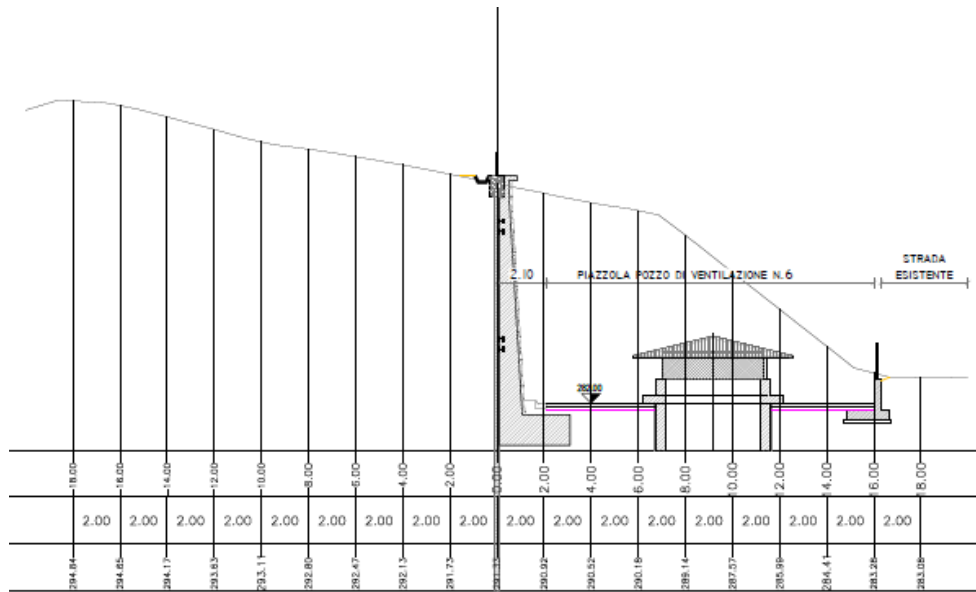 STRADA
2.10 PIAZZOLA POZZO DI VENTILAZIONE N.6 ESISTENTE
282.00
-18.00 -16.00 -14.00 -12.00 -10.00 -8.00 -6.00 -4.00 -2.00 0.00 2.00 4.00 6.00 8.00 10.00 12.00 14.00 16.00 18.00
2.00 2.00 2.00 2.00 2.00 2.00 2.00 2.00 2.00 2.00 2.00 2.00 2.00 2.00 2.00 2.00 2.00 2.00
294.84 294.65 294.17 293.63 293.11 292.80 292.47 292.13 291.73 291.33 290.92 290.52 290.18 289.14 287.57 285.99 284.41 283.28 283.08